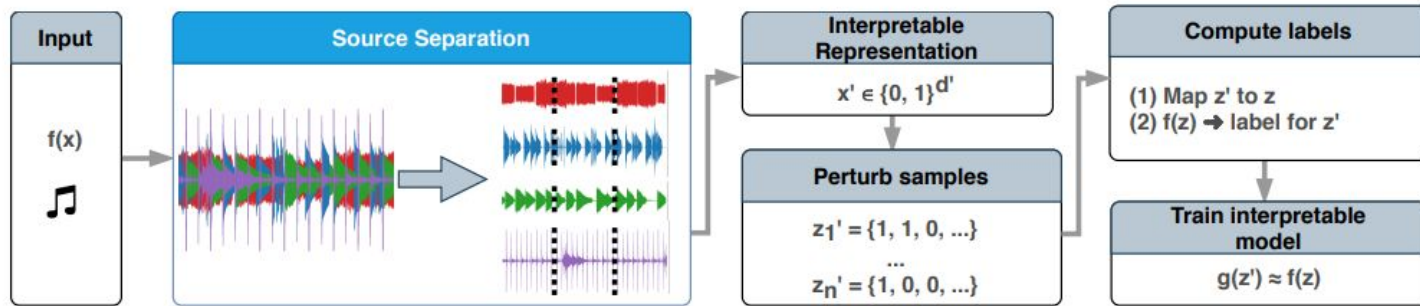 Input
f(x)
Source Separation
Interpretable
Representation
x' ∈ {0, 1}^d'
Perturb samples
z₁' = {1, 1, 0, ...}
...
zₙ' = {1, 0, 0, ...}
Compute labels
(1) Map z' to z
(2) f(z) ➔ label for z'
Train interpretable
model
g(z') ≈ f(z)